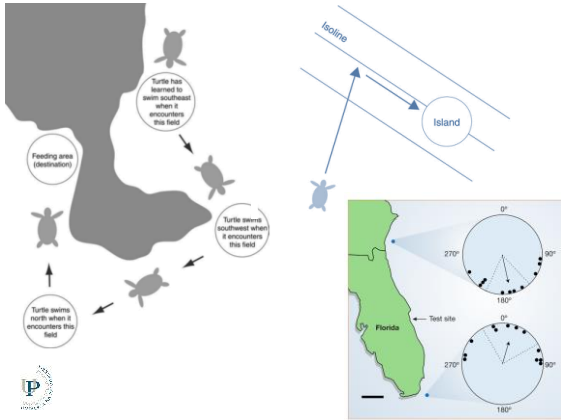 Turtle has
learned to
swim southeast
when it
encounters
this field
Feeding area
(destination)
Turtle swims
southwest when
it encounters
this field
Turtle swims
north when it
encounters this
field
Isoline
Island
0°
270°
90°
180°
Test site
Florida
0°
270°
90°
180°
UP